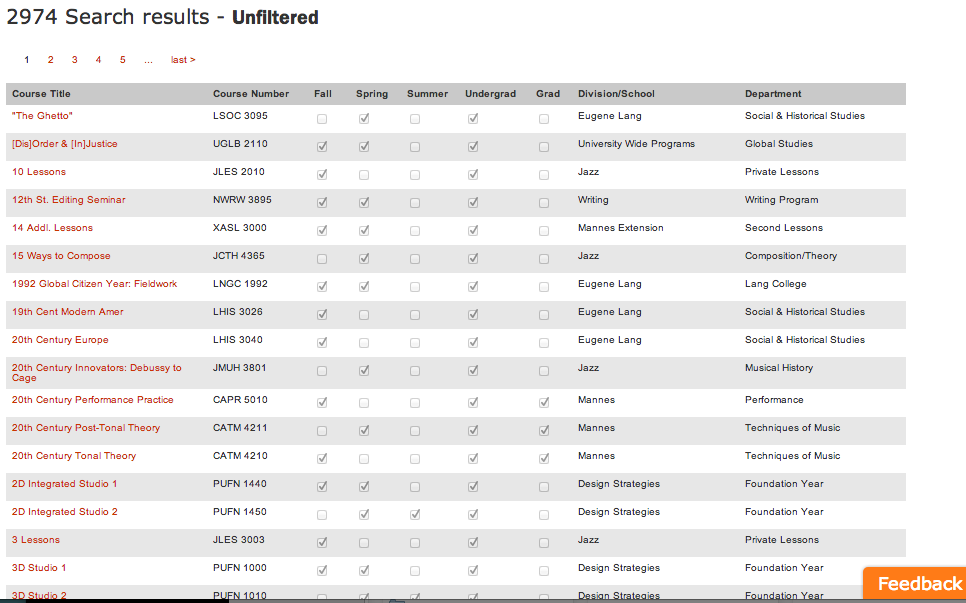 2974 Search results - Unfiltered
1 2 3 4 5 ... last >
Course Title Course Number Fall Spring Summer Undergrad Grad Division/School Department
"The Ghetto" LSOC 3095 Eugene Lang Social & Historical Studies
[Dis]Order & [In]Justice UGLB 2110 University Wide Programs Global Studies
10 Lessons JLES 2010 Jazz Private Lessons
12th St. Editing Seminar NWRW 3895 Writing Writing Program
14 Addl. Lessons XASL 3000 Mannes Extension Second Lessons
15 Ways to Compose JCTH 4365 Jazz Composition/Theory
1992 Global Citizen Year: Fieldwork LNGC 1992 Eugene Lang Lang College
19th Cent Modern Amer LHIS 3026 Eugene Lang Social & Historical Studies
20th Century Europe LHIS 3040 Eugene Lang Social & Historical Studies
20th Century Innovators: Debussy to JMUH 3801 Jazz Musical History
Cage
20th Century Performance Practice CAPR 5010 Mannes Performance
20th Century Post-Tonal Theory CATM 4211 Mannes Techniques of Music
20th Century Tonal Theory CATM 4210 Mannes Techniques of Music
2D Integrated Studio 1 PUFN 1440 Design Strategies Foundation Year
2D Integrated Studio 2 PUFN 1450 Design Strategies Foundation Year
3 Lessons JLES 3003 Jazz Private Lessons
3D Studio 1 PUFN 1000 Design Strategies Foundation Year
3D Studio 2 PUFN 1010 Design Strategies Foundation Year
Feedback